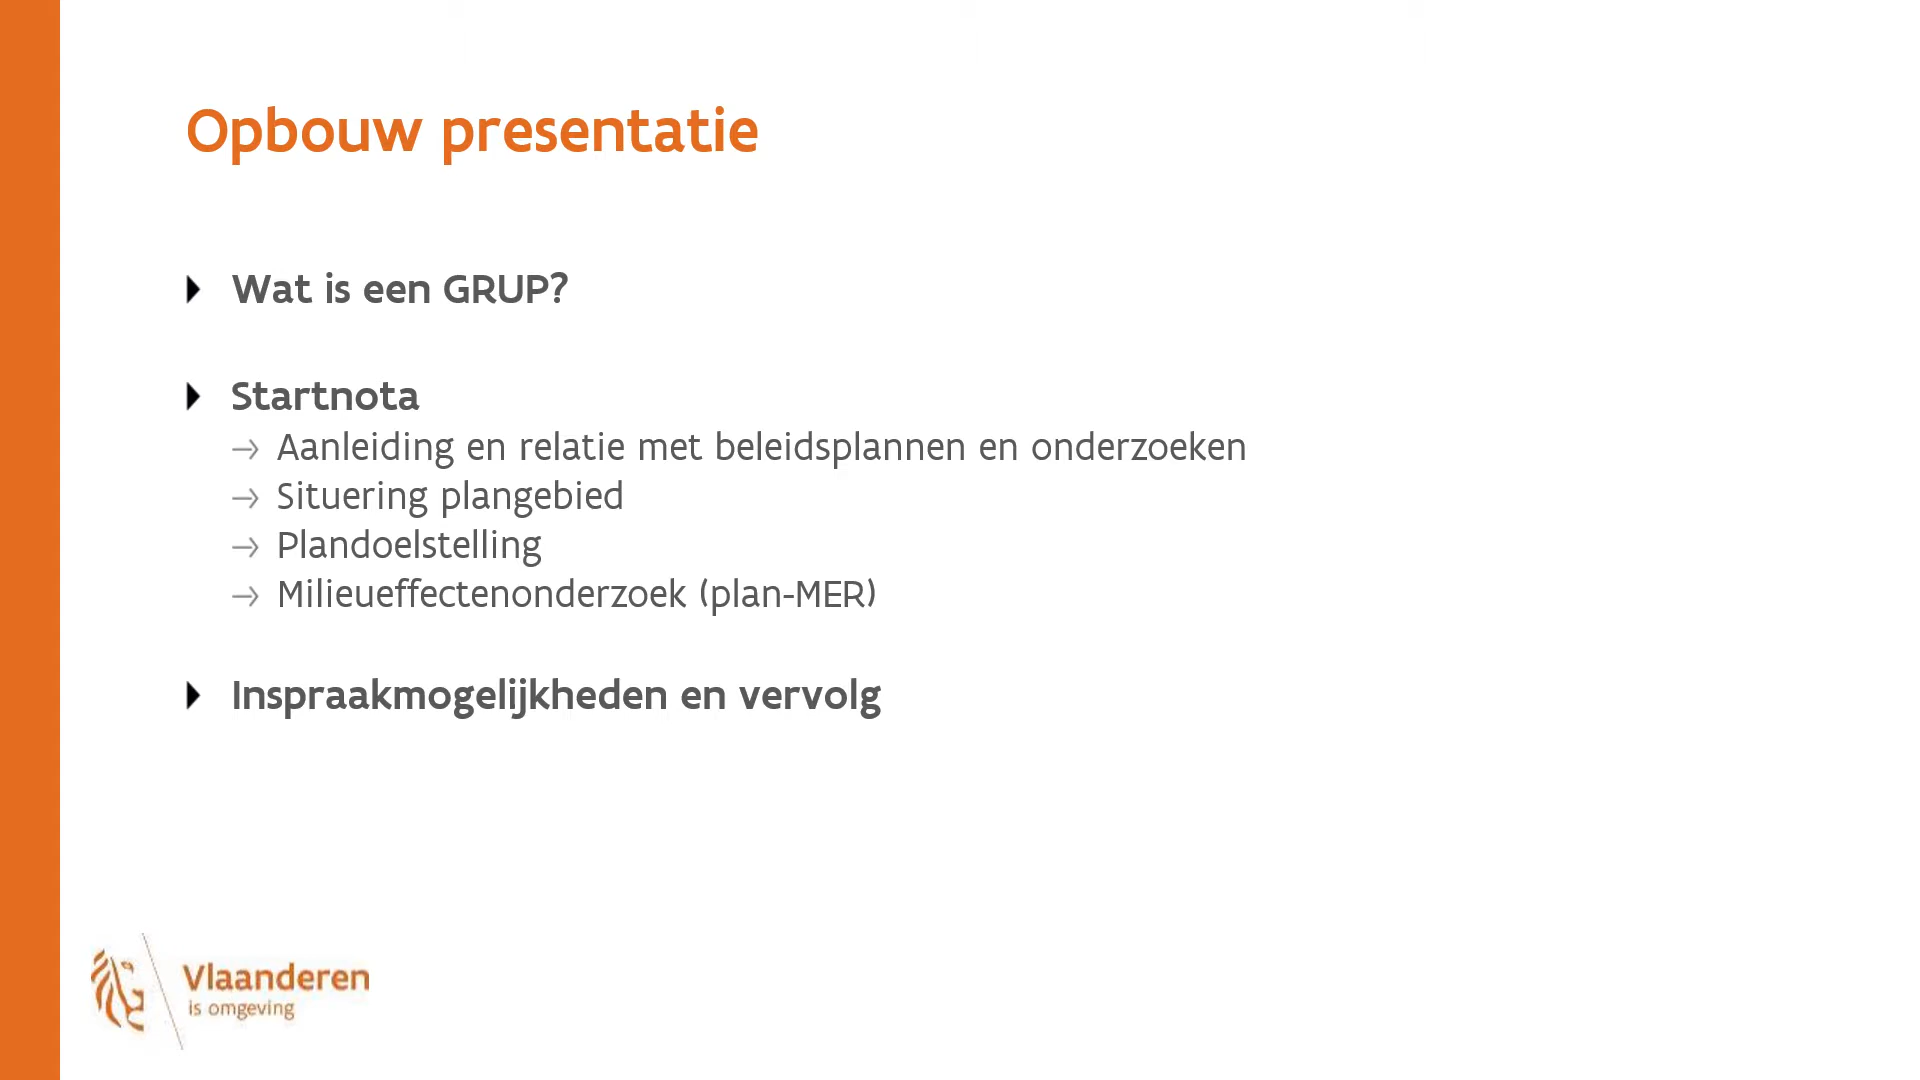 Opbouw presentatie
Wat is een GRUP?
Startnota
→ Aanleiding en relatie met beleidsplannen en onderzoeken
→ Situering plangebied
→ Plandoelstelling
→ Milieueffectenonderzoek (plan-MER)
Inspraakmogelijkheden en vervolg
Vlaanderen
is omgeving